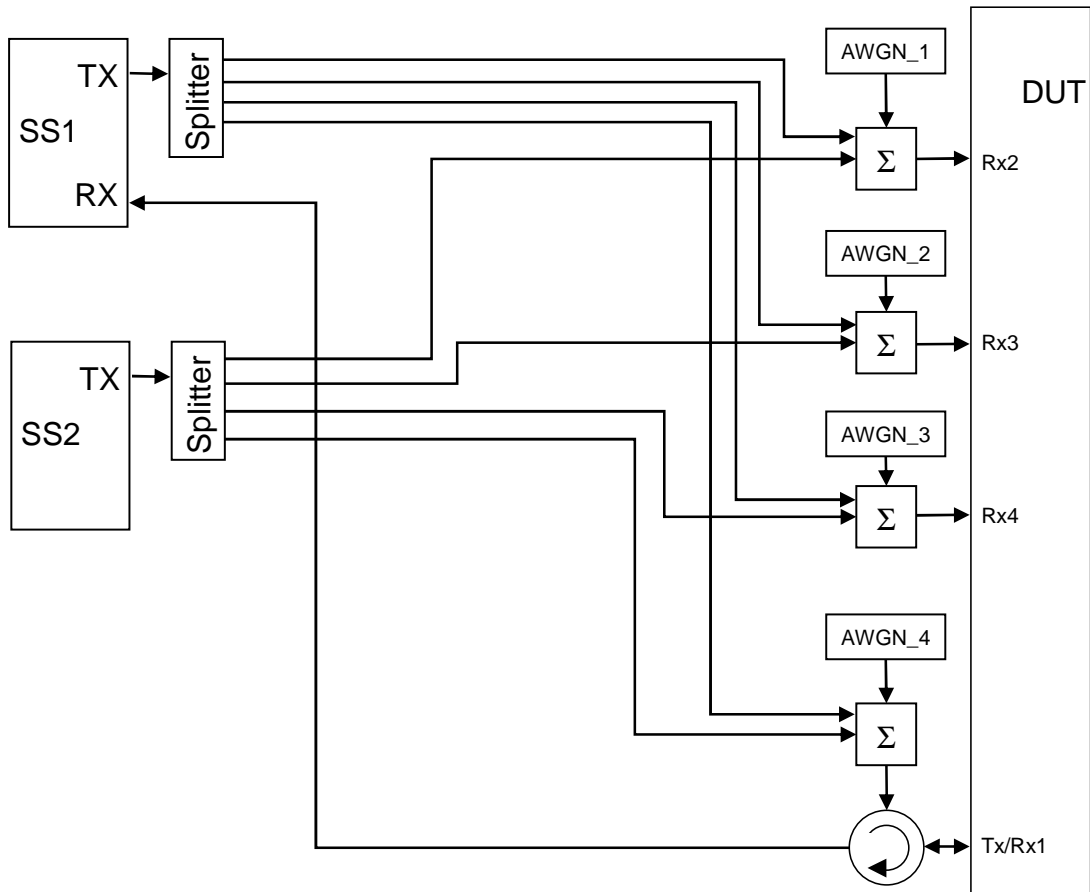 TX
SS1
RX
Splitter
AWGN_1
DUT
Σ
Rx2
AWGN_2
Σ
Rx3
TX
SS2
Splitter
AWGN_3
Σ
Rx4
AWGN_4
Σ
Tx/Rx1